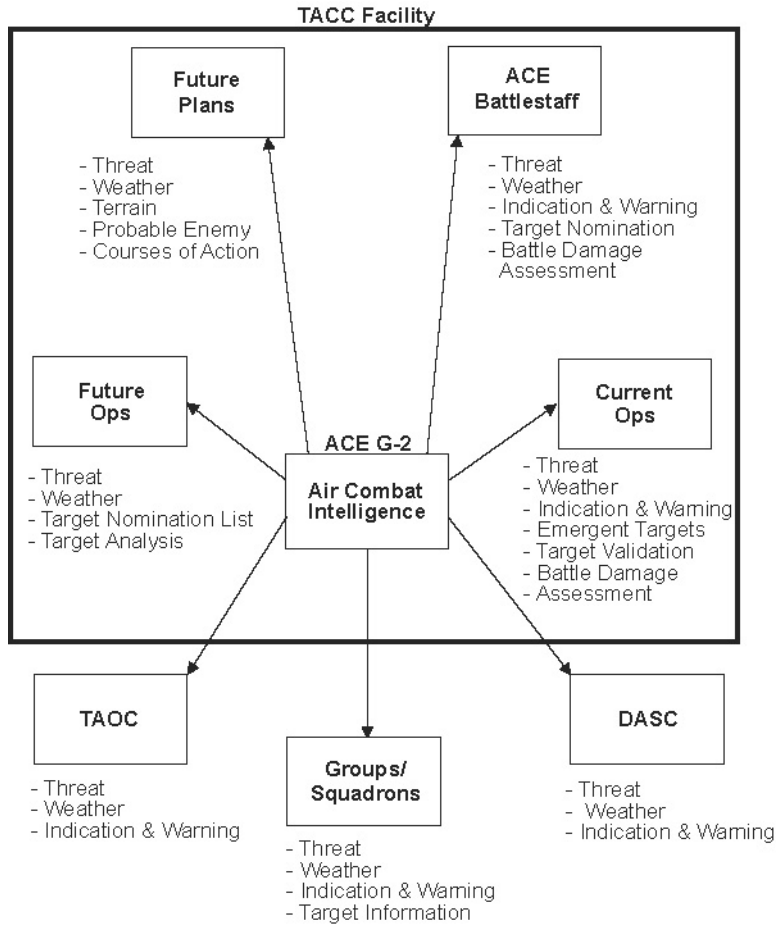 TACC Facility
Future
Plans
- Threat
- Weather
- Terrain
- Probable Enemy
- Courses of Action
ACE
Battlestaff
- Threat
- Weather
- Indication & Warning
- Target Nomination
- Battle Damage
Assessment
Future
Ops
- Threat
- Weather
- Target Nomination List
- Target Analysis
ACE G-2
Air Combat
Intelligence
Current
Ops
- Threat
- Weather
- Indication & Warning
- Emergent Targets
- Target Validation
- Battle Damage
- Assessment
TAOC
- Threat
- Weather
- Indication & Warning
Groups/
Squadrons
- Threat
- Weather
- Indication & Warning
- Target Information
DASC
- Threat
- Weather
- Indication & Warning